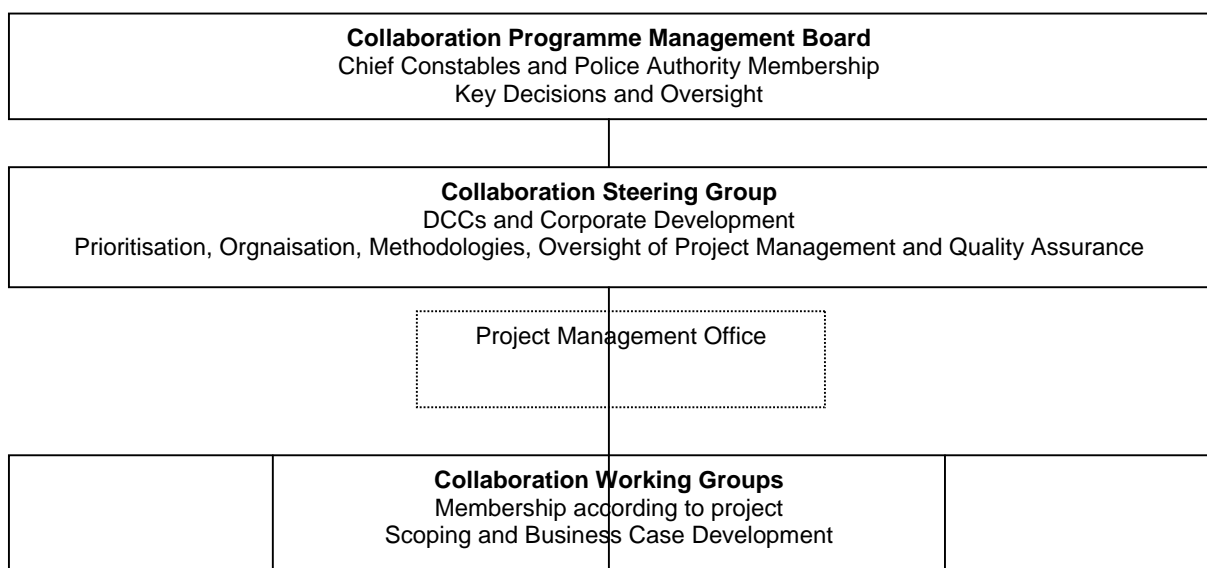 Collaboration Programme Management Board
Chief Constables and Police Authority Membership
Key Decisions and Oversight
Collaboration Steering Group
DCCs and Corporate Development
Prioritisation, Orgnaisation, Methodologies, Oversight of Project Management and Quality Assurance
Project Management Office
Collaboration Working Groups
Membership according to project
Scoping and Business Case Development